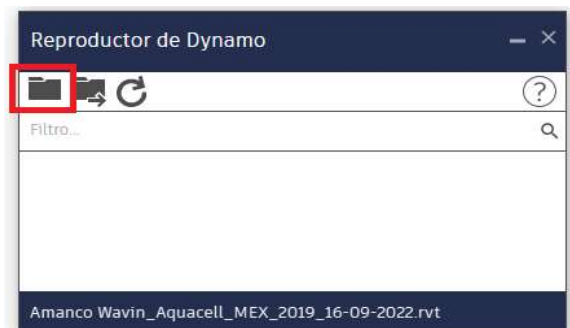 Reproductor de Dynamo
?
Filtro...
Amanco Wavin_Aquacell_MEX_2019_16-09-2022.rvt